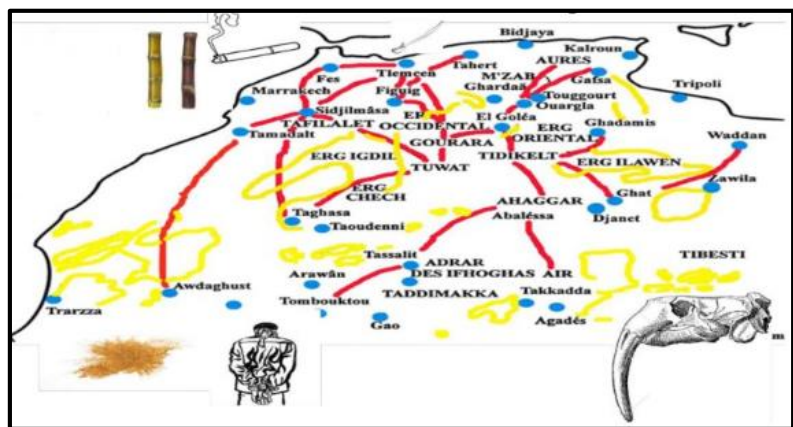 Bidjaya
Kalroun
Tahert
AURES
Tlemcen
Fes
M'ZAB
Gafsa
Figuig
Ghardaä
Touggourt
Tripoli
Marrakech
Ouargla
Sidjilmâsa
El Goléa
Ghadamis
TAFILALET
OCCIDENTAL
ERG
Tamadalt
ORIENTAL
Waddan
GOURARA
ERG IGDIL
TIDIKELT
ERG ILAWEN
TUWAT
Zawila
ERG
CHECH
Ghat
AHAGGAR
Taghasa
Abaléssa
Djanet
Taoudenni
Tassalit
TIBESTI
ADRAR
DES IFHOGHAS
AIR
Arawân
Awdaghust
TADDIMAKKA
Takkadda
Tombouktou
Trarzza
Gao
Agadés
m